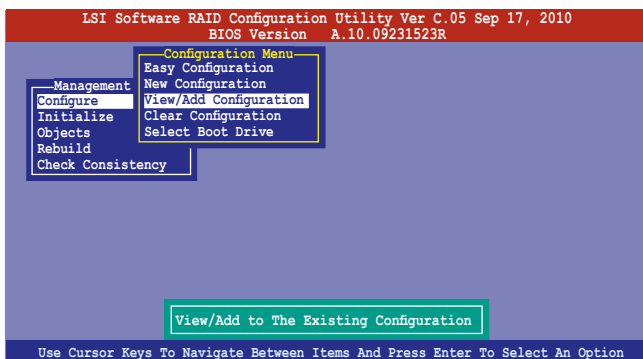 LSI Software RAID Configuration Utility Ver C.05 Sep 17, 2010
BIOS Version A.10.09231523R
Management
Configure
Initialize
Objects
Rebuild
Check Consistency
Configuration Menu
Easy Configuration
New Configuration
View/Add Configuration
Clear Configuration
Select Boot Drive
View/Add to The Existing Configuration
Use Cursor Keys To Navigate Between Items And Press Enter To Select An Option